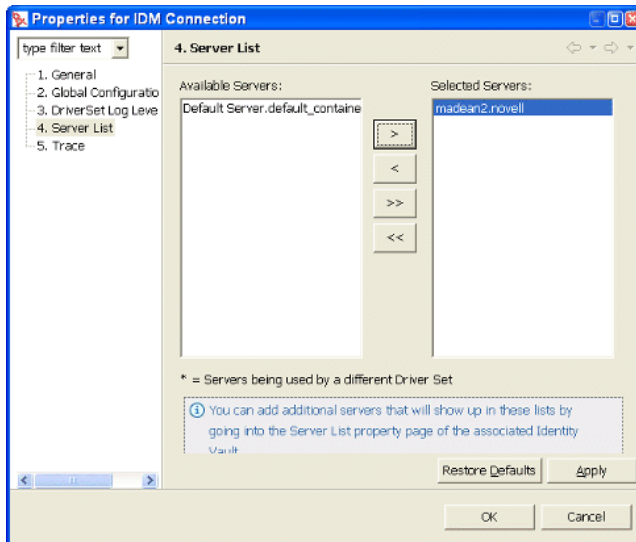 Properties for IDM Connection
type filter text
4. Server List
1. General
2. Global Configuratio
3. DriverSet Log Leve
4. Server List
5. Trace
Available Servers:
Default Server.default_containe
>
<
>>
<<
Selected Servers:
madean2.novell
* = Servers being used by a different Driver Set
You can add additional servers that will show up in these lists by
going into the Server List property page of the associated Identity
Vault
Restore Defaults
Apply
OK
Cancel